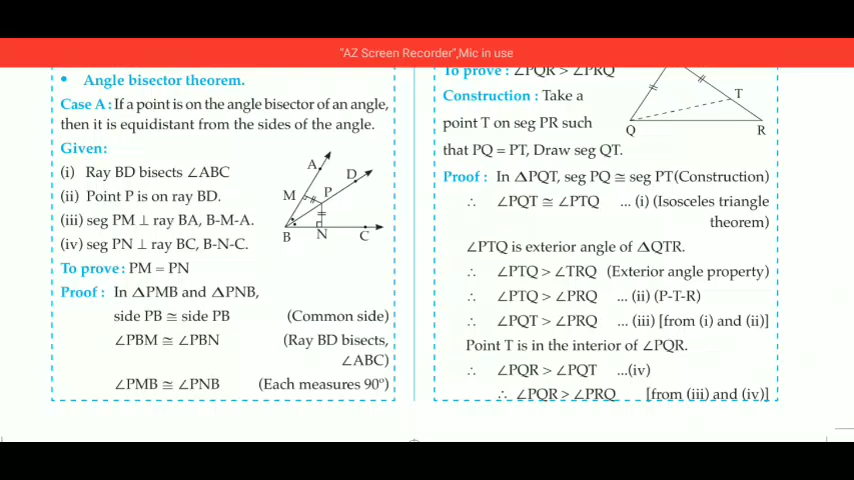 "AZ Screen Recorder",Mic in use
• Angle bisector theorem.
Case A : If a point is on the angle bisector of an angle,
then it is equidistant from the sides of the angle.
Given:
(i) Ray BD bisects ∠ABC
(ii) Point P is on ray BD.
(iii) seg PM ⊥ ray BA, B-M-A.
(iv) seg PN ⊥ ray BC, B-N-C.
A
D
M
P
B
N
C
To prove : PM = PN
Proof : In ΔPMB and ΔPNB,
side PB ≅ side PB (Common side)
∠PBM ≅ ∠PBN (Ray BD bisects,
∠ABC)
∠PMB ≅ ∠PNB (Each measures 90°)
To prove : ∠PQR > ∠PRQ
Construction : Take a
point T on seg PR such
that PQ = PT, Draw seg QT.
T
Q
R
Proof : In ΔPQT, seg PQ ≅ seg PT(Construction)
∴ ∠PQT ≅ ∠PTQ ... (i) (Isosceles triangle
theorem)
∠PTQ is exterior angle of ΔQTR.
∴ ∠PTQ > ∠TRQ (Exterior angle property)
∴ ∠PTQ > ∠PRQ ... (ii) (P-T-R)
∴ ∠PQT > ∠PRQ ... (iii) [from (i) and (ii)]
Point T is in the interior of ∠PQR.
∴ ∠PQR > ∠PQT ...(iv)
∴ ∠PQR > ∠PRQ [from (iii) and (iv)]